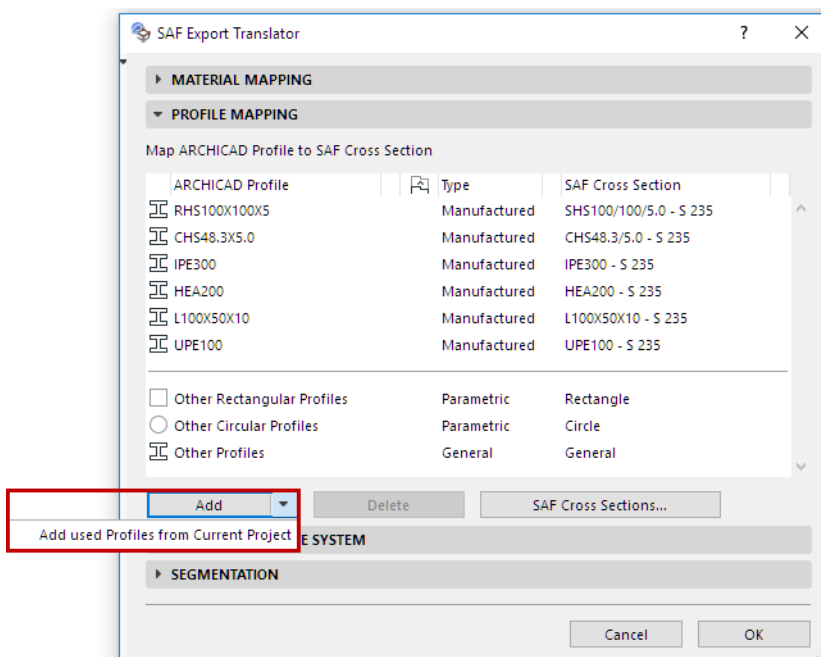 SAF Export Translator ? ×
MATERIAL MAPPING
PROFILE MAPPING
Map ARCHICAD Profile to SAF Cross Section
ARCHICAD Profile Type SAF Cross Section
RHS100X100X5 Manufactured SHS100/100/5.0 - S 235
CHS48.3X5.0 Manufactured CHS48.3/5.0 - S 235
IPE300 Manufactured IPE300 - S 235
HEA200 Manufactured HEA200 - S 235
L100X50X10 Manufactured L100X50X10 - S 235
UPE100 Manufactured UPE100 - S 235
Other Rectangular Profiles Parametric Rectangle
Other Circular Profiles Parametric Circle
Other Profiles General General
Add Delete SAF Cross Sections...
Add used Profiles from Current Project E SYSTEM
SEGMENTATION
Cancel OK